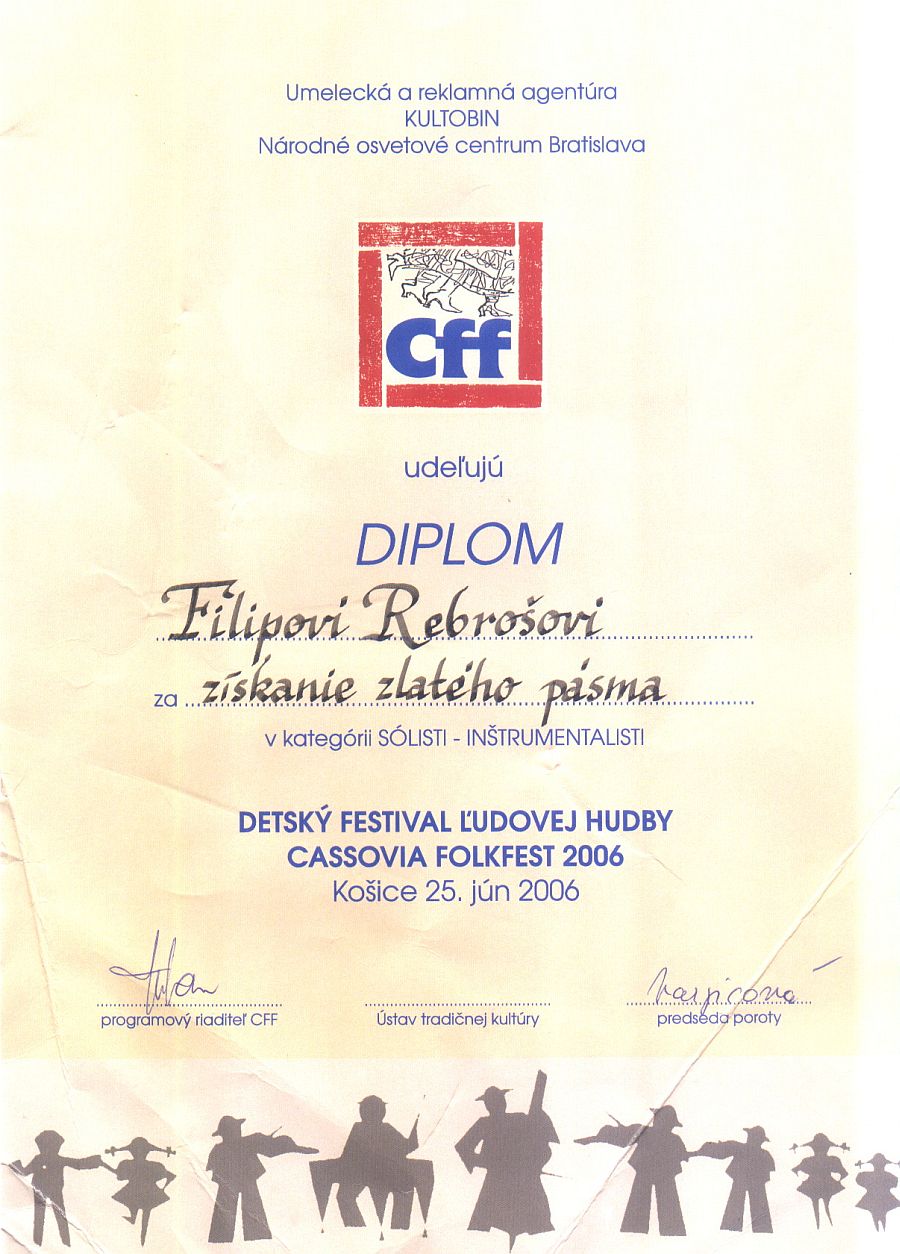 Umelecká a reklamná agentúra
KULTOBIN
Národné osvetové centrum Bratislava
Cff
udeľujú
DIPLOM
Filipovi Rebrošovi
za získanie zlatého pásma
v kategórii SÓLISTI - INŠTRUMENTALISTI
DETSKÝ FESTIVAL ĽUDOVEJ HUDBY
CASSOVIA FOLKFEST 2006
Košice 25. jún 2006
programový riaditeľ CFF
Ústav tradičnej kultúry
predseda poroty